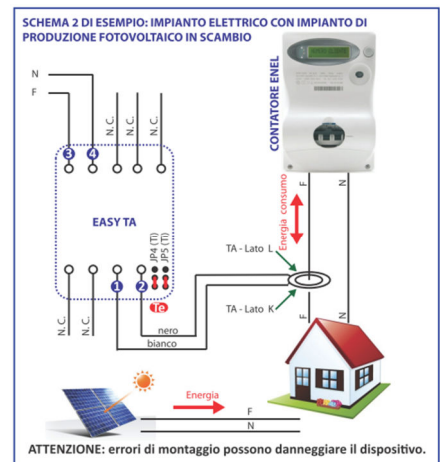 SCHEMA 2 DI ESEMPIO: IMPIANTO ELETTRICO CON IMPIANTO DI
PRODUZIONE FOTOVOLTAICO IN SCAMBIO
N
F
N.C.
N.C.
N.C.
3
4
EASY TA
JP4 (TI)
JP5 (TI)
1
2
Te
N.C.
N.C.
nero
bianco
CONTATORE ENEL
F
N
Energia consumo
TA - Lato L
TA - Lato K
F
N
Energia
F
N
ATTENZIONE: errori di montaggio possono danneggiare il dispositivo.